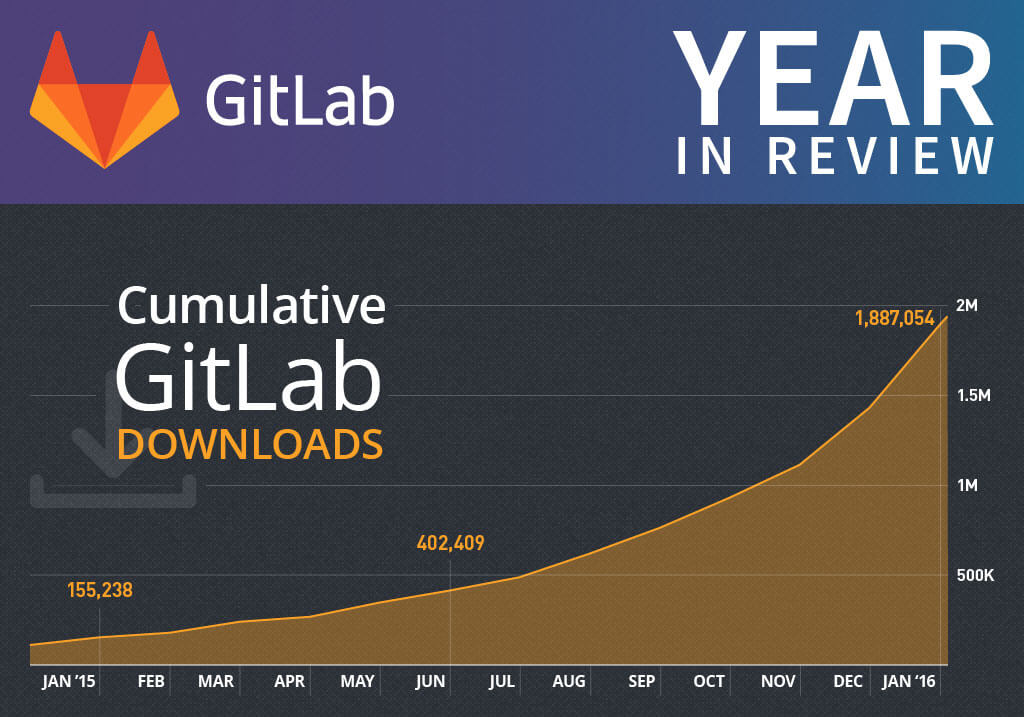 GitLab
YEAR
IN REVIEW
Cumulative
GitLab
DOWNLOADS
2M
1,887,054
1.5M
1M
402,409
500K
155,238
JAN ’15 FEB MAR APR MAY JUN JUL AUG SEP OCT NOV DEC JAN ‘16